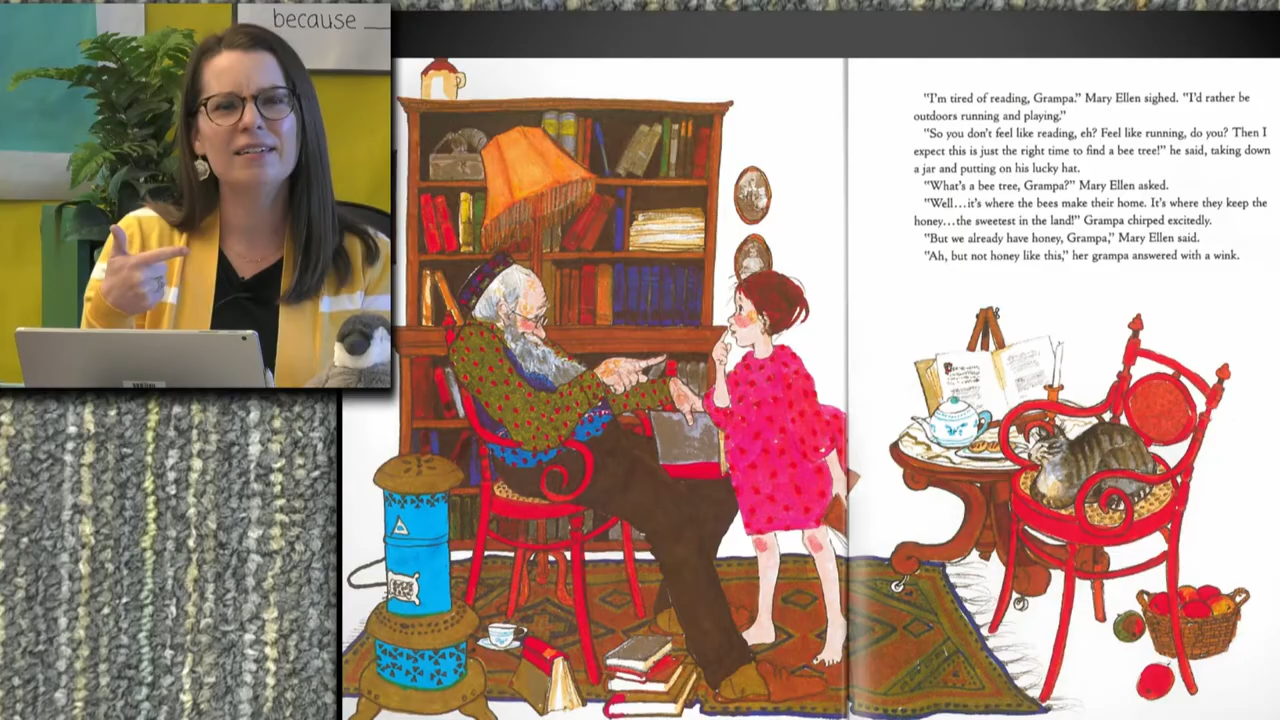 because ___
"I'm tired of reading, Grampa." Mary Ellen sighed. "I'd rather be
outdoors running and playing."
"So you don't feel like reading, eh? Feel like running, do you? Then I
expect this is just the right time to find a bee tree!" he said, taking down
a jar and putting on his lucky hat.
"What's a bee tree, Grampa?" Mary Ellen asked.
"Well...it's where the bees make their home. It's where they keep the
honey...the sweetest in the land!" Grampa chirped excitedly.
"But we already have honey, Grampa," Mary Ellen said.
"Ah, but not honey like this," her grampa answered with a wink.